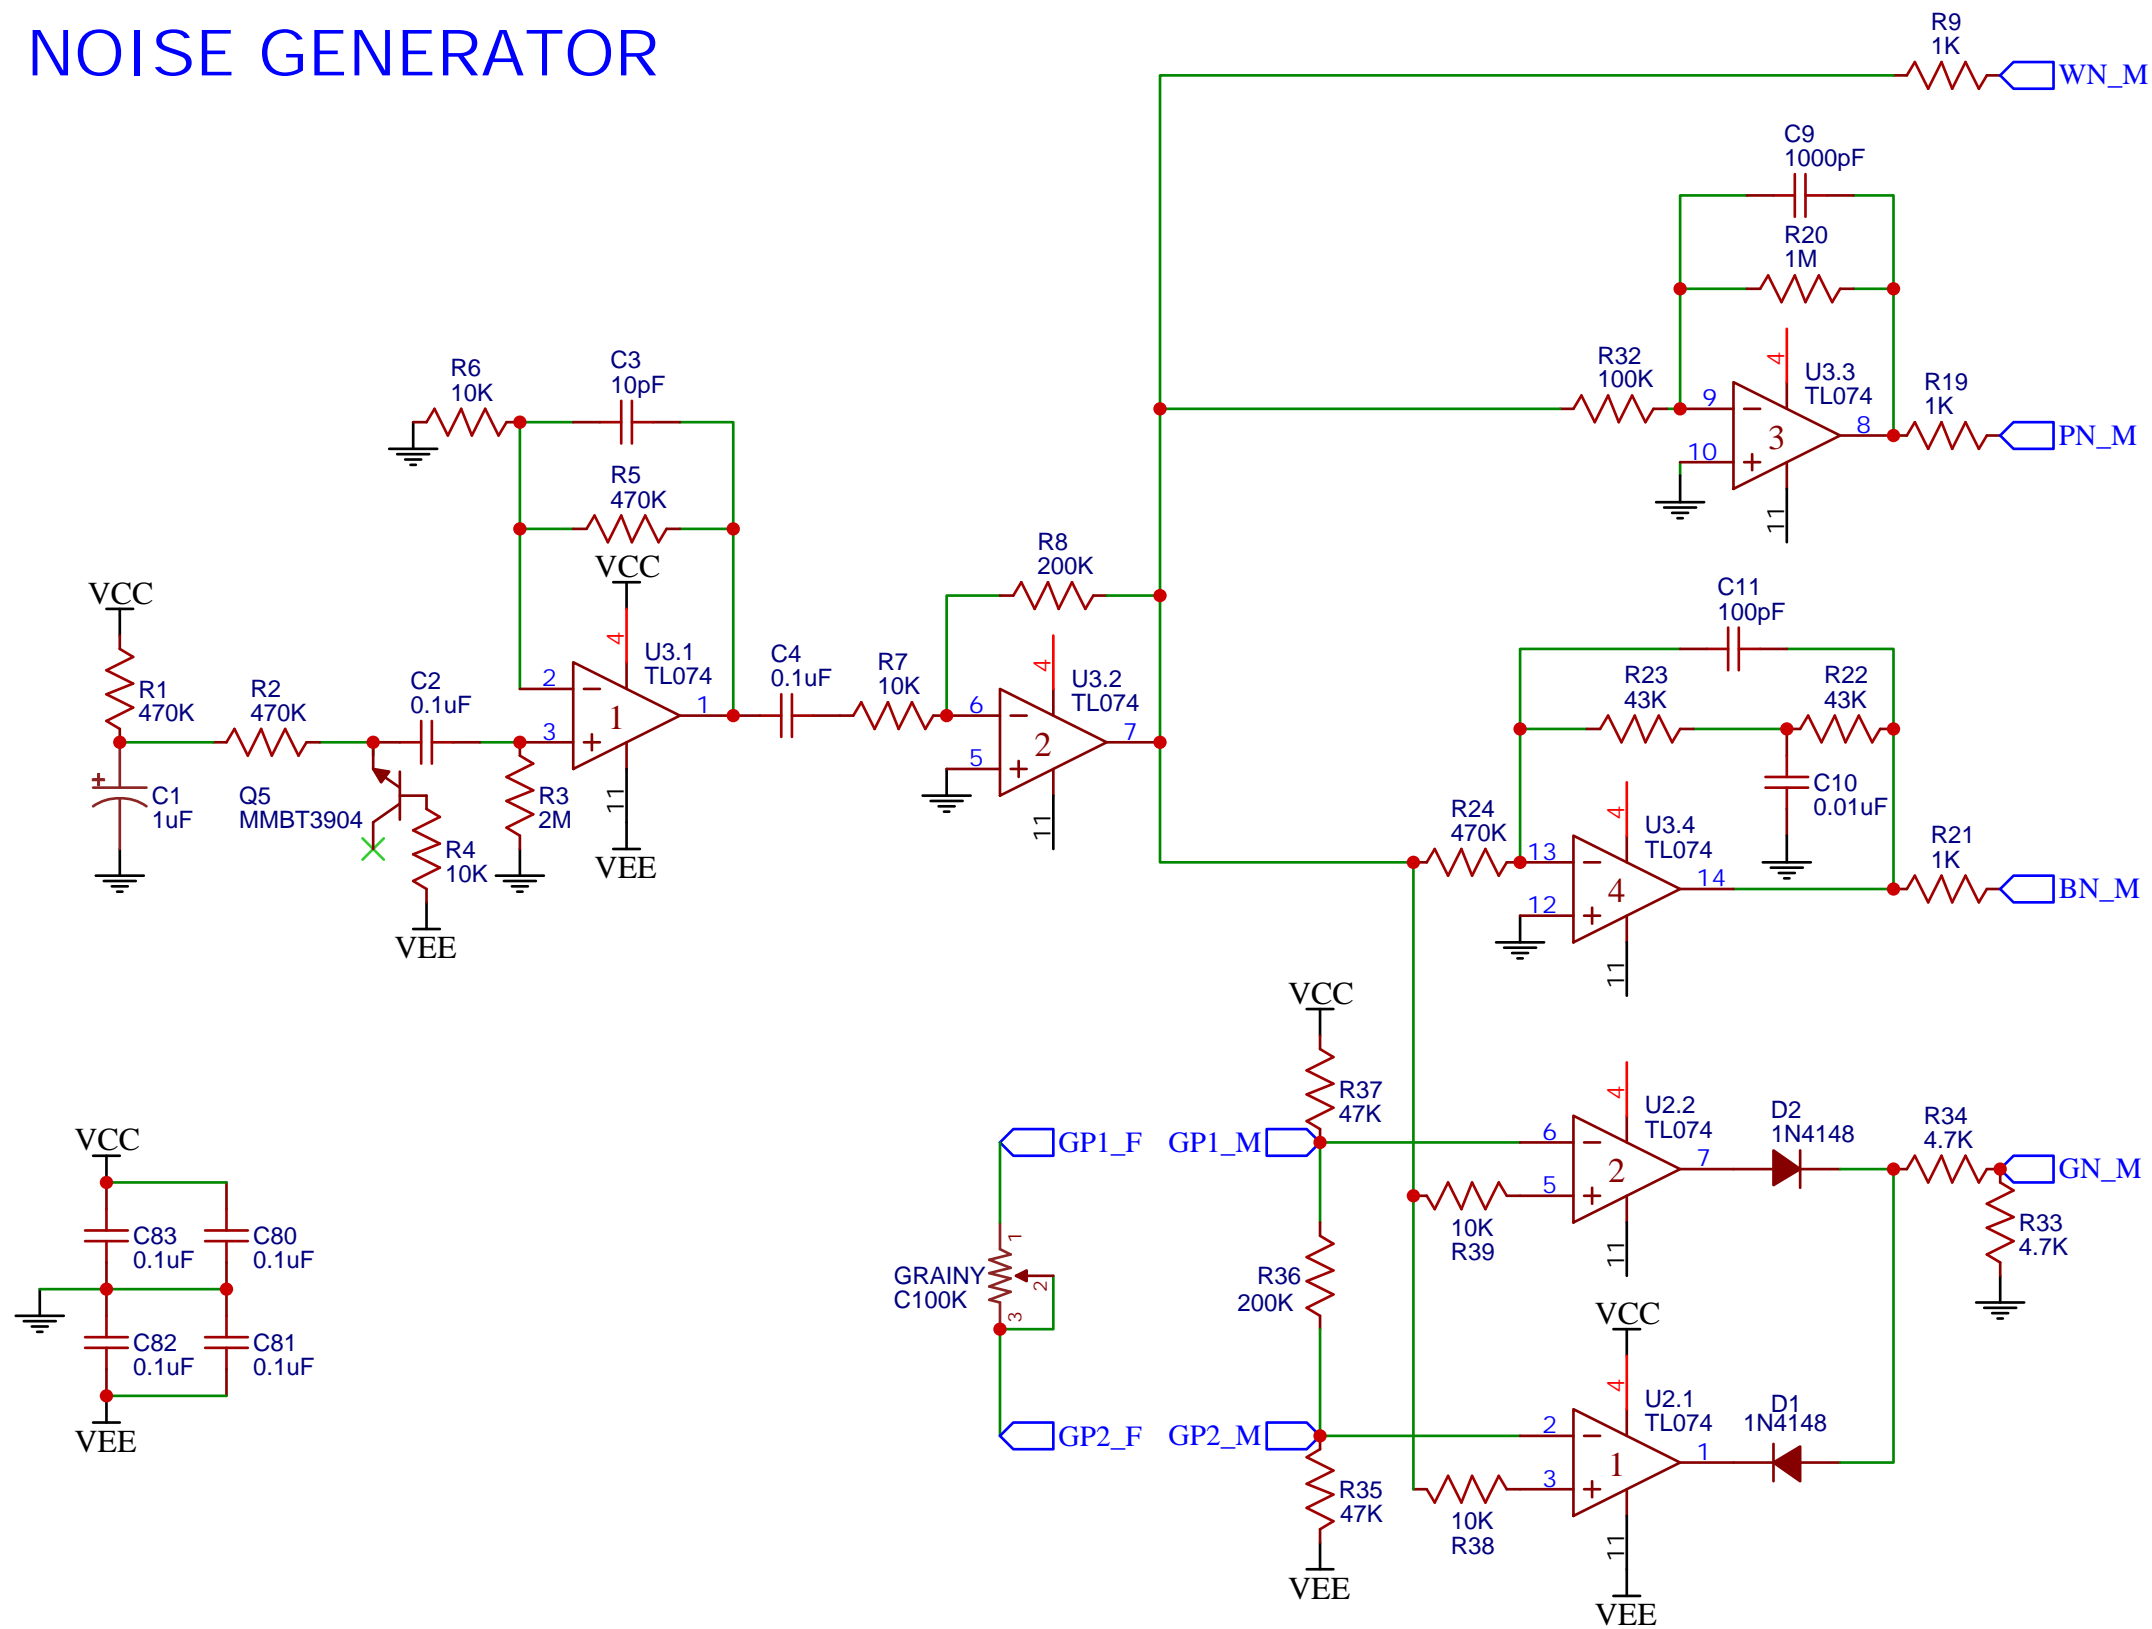 NOISE GENERATOR
R9
1K
WN_M
C9
1000pF
R20
1M
R32
100K
4
U3.3
TL074
9
10
3
8
11
R19
1K
PN_M
R6
10K
C3
10pF
R5
470K
VCC
4
U3.1
TL074
2
3
1
1
11
VEE
VCC
R1
470K
C1
1uF
R2
470K
Q5
MMBT3904
C2
0.1uF
R4
10K
VEE
R3
2M
C4
0.1uF
R7
10K
R8
200K
4
U3.2
TL074
6
5
2
7
11
C11
100pF
R23
43K
R22
43K
C10
0.01uF
R24
470K
4
U3.4
TL074
13
12
4
14
11
R21
1K
BN_M
VCC
C83
0.1uF
C80
0.1uF
C82
0.1uF
C81
0.1uF
VEE
GP1_F
GRAINY
C100K
1
2
3
GP2_F
VCC
R37
47K
GP1_M
R36
200K
GP2_M
R35
47K
VEE
4
U2.2
TL074
6
5
2
7
11
10K
R39
D2
1N4148
R34
4.7K
GN_M
R33
4.7K
VCC
4
U2.1
TL074
2
3
1
1
11
VEE
10K
R38
D1
1N4148